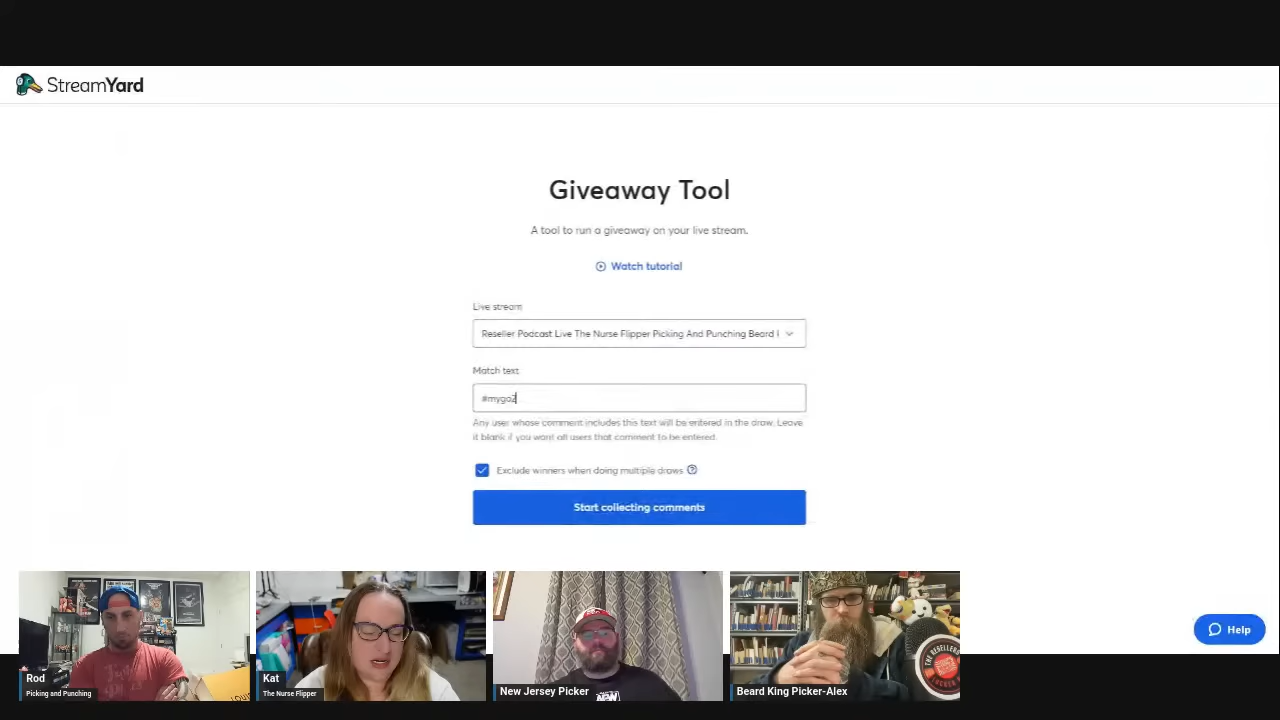 StreamYard
Giveaway Tool
A tool to run a giveaway on your live stream.
Watch tutorial
Live stream
Reseller Podcast Live The Nurse Flipper Picking And Punching Beard
Match text
#mygo2
Any user whose comment includes this text will be entered in the draw. Leave
it blank if you want all users that comment to be entered.
Exclude winners when doing multiple draws
Start collecting comments
Help
Rod
Picking and Punching
Kat
The Nurse Flipper
New Jersey Picker
Beard King Picker-Alex